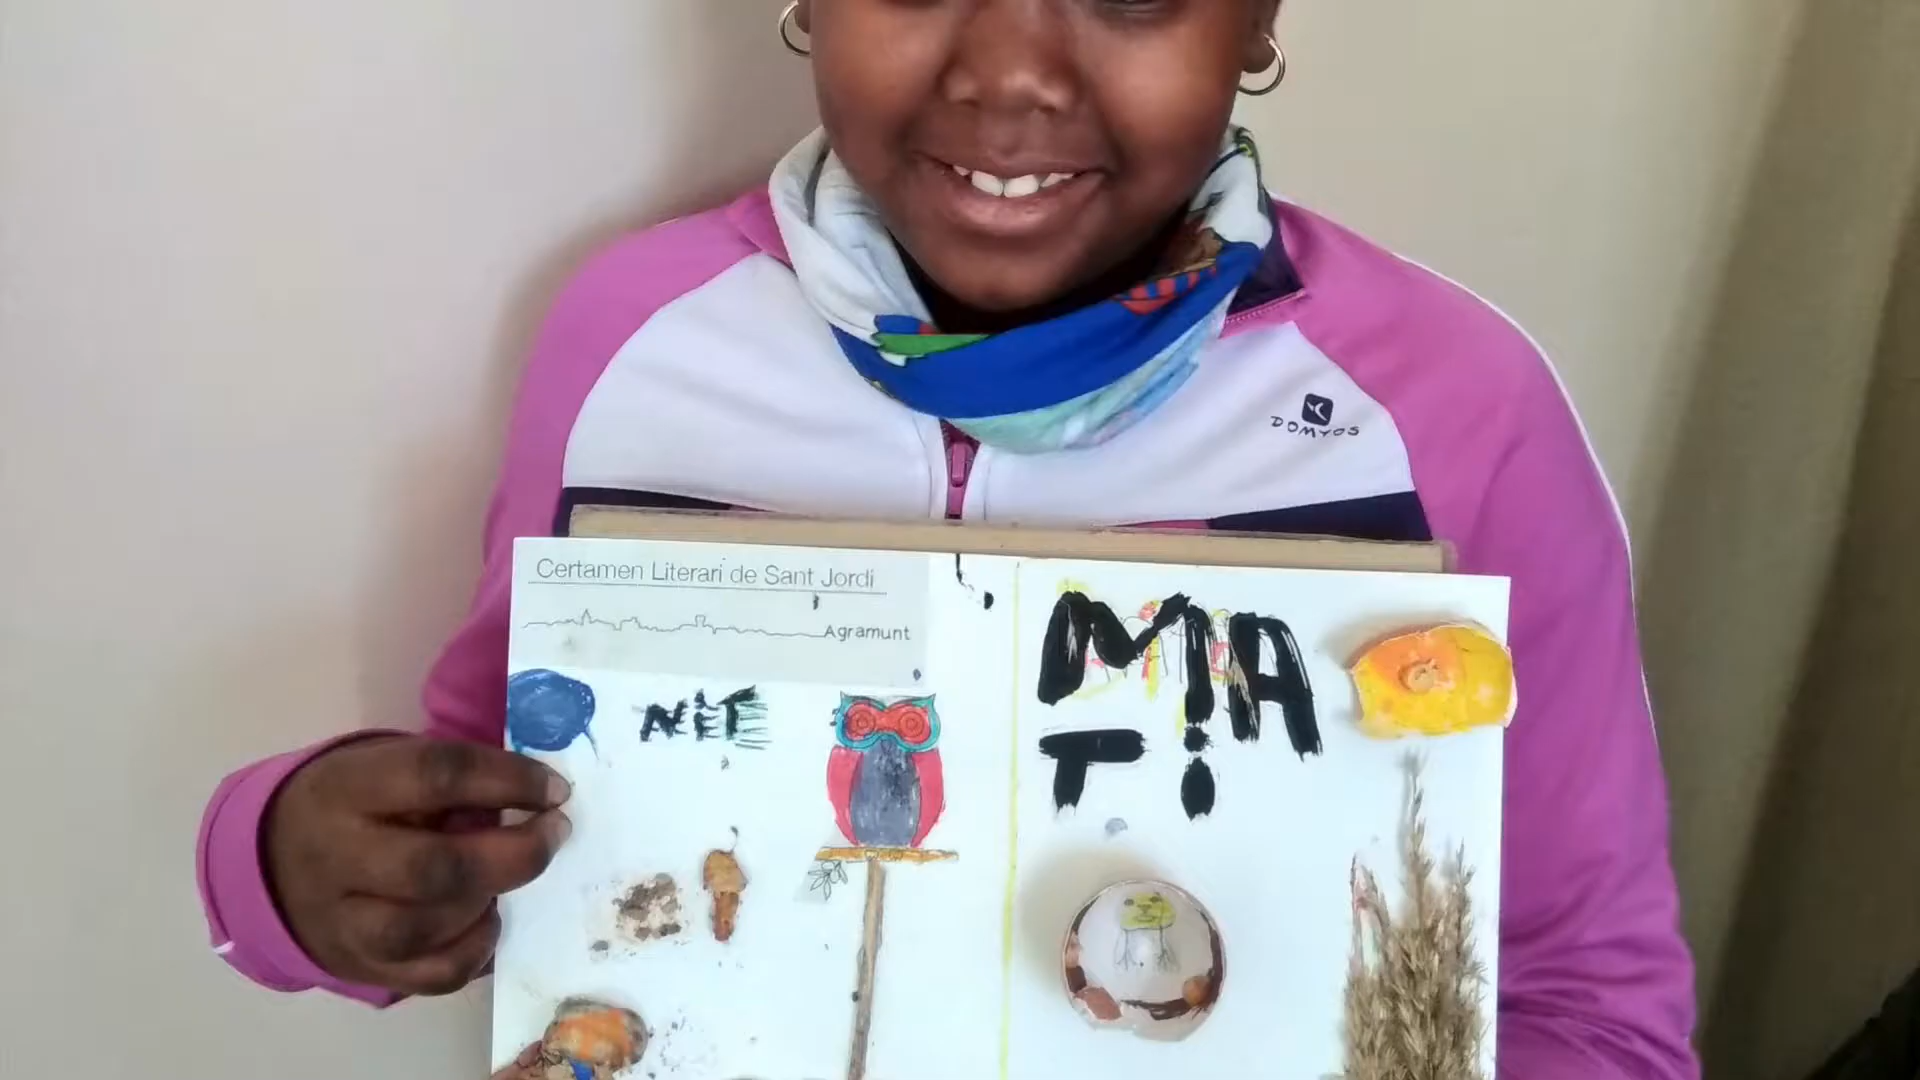 DOMYOS
Certamen Literari de Sant Jordi
Agramunt
NIT
MA
TI